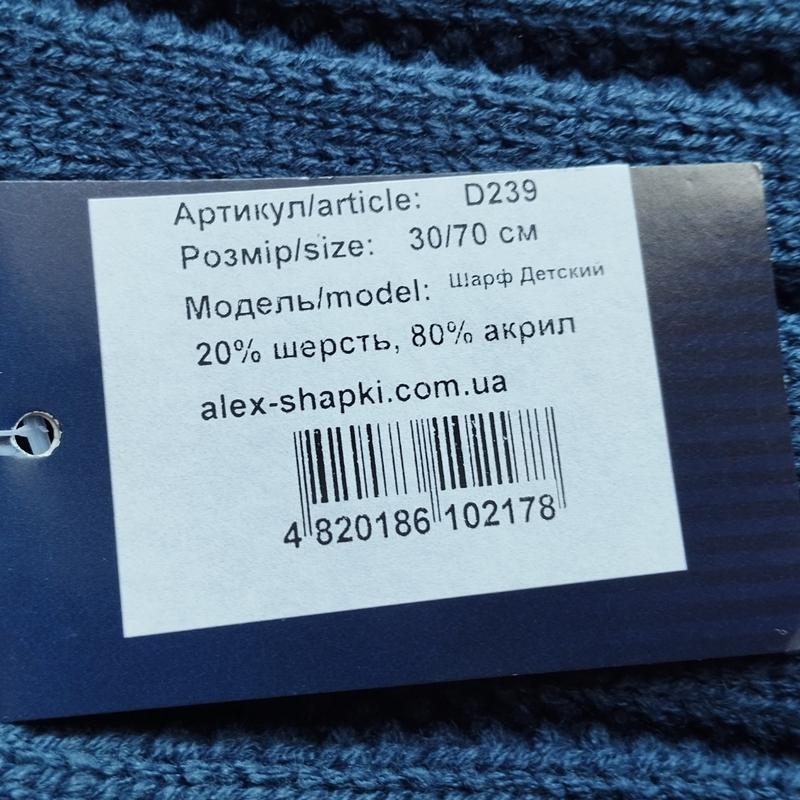 Артикул/article: D239
Розмір/size: 30/70 см
Модель/model: Шарф Детский
20% шерсть, 80% акрил
alex-shapki.com.ua
4 820186 102178